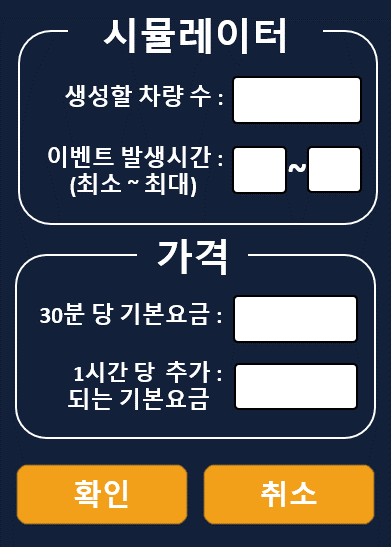 시뮬레이터
생성할 차량 수 :
이벤트 발생시간 :
(최소 ~ 최대)
~
가격
30분 당 기본요금 :
1시간 당 추가 :
되는 기본요금
확인
취소